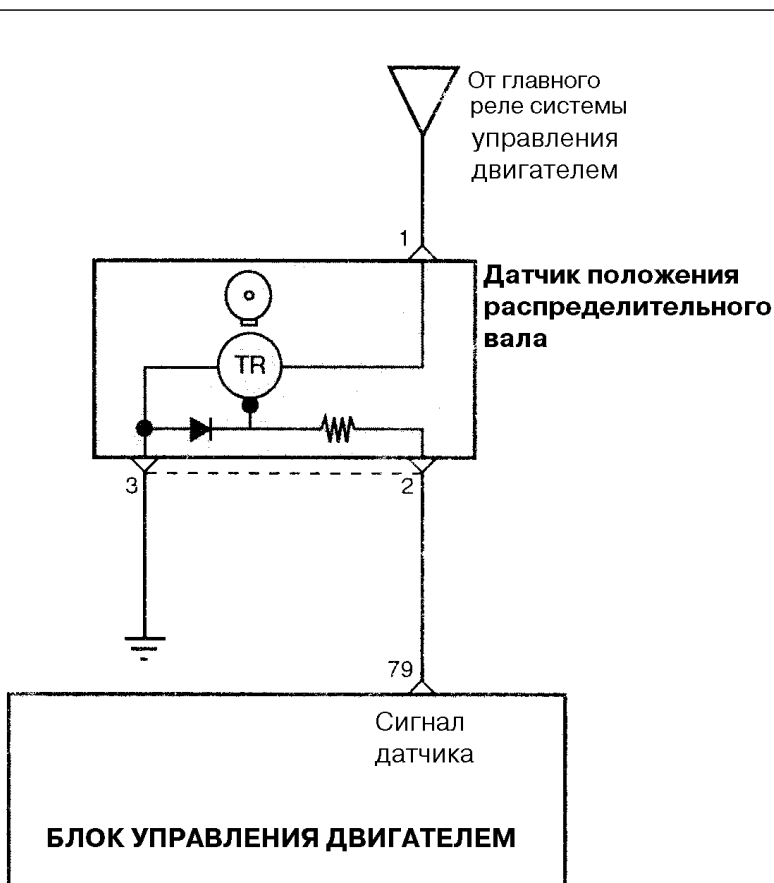 От главного
реле системы
управления
двигателем
1
Датчик положения
распределительного
вала
TR
3
2
79
Сигнал
датчика
БЛОК УПРАВЛЕНИЯ ДВИГАТЕЛЕМ